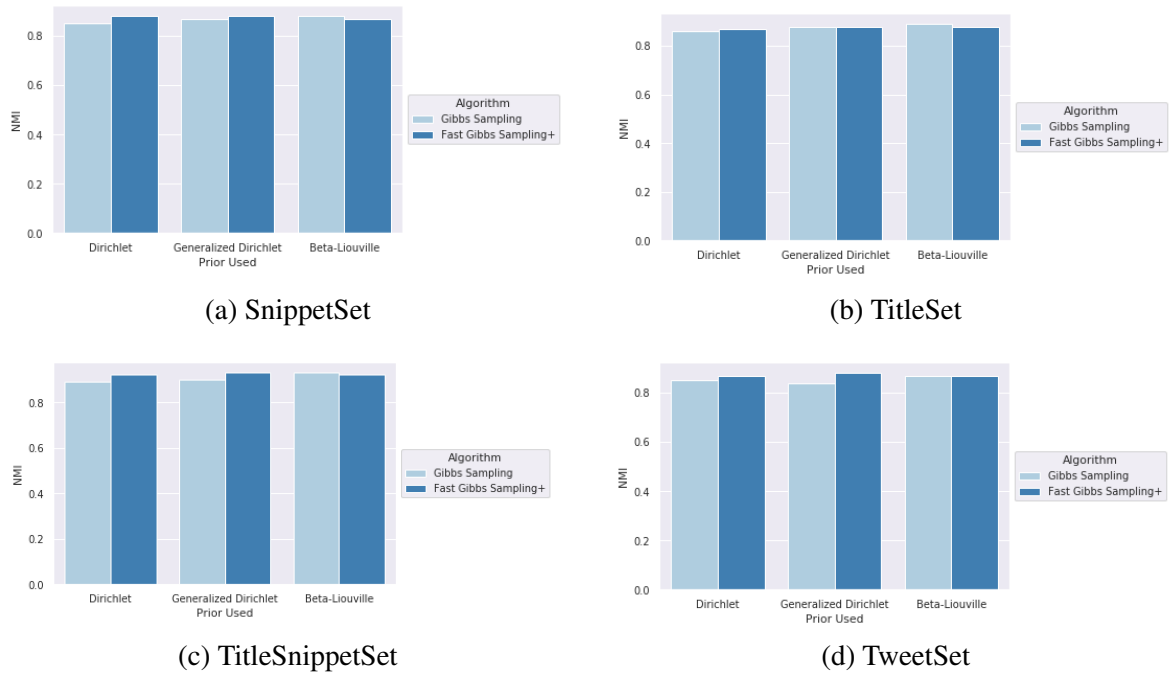 0.8
0.6
0.4
0.2
0.0
NMI
Dirichlet
Generalized Dirichlet
Beta-Liouville
Prior Used
Algorithm
Gibbs Sampling
Fast Gibbs Sampling+
(a) SnippetSet
0.8
0.6
0.4
0.2
0.0
NMI
Dirichlet
Generalized Dirichlet
Beta-Liouville
Prior Used
Algorithm
Gibbs Sampling
Fast Gibbs Sampling+
(b) TitleSet
0.8
0.6
0.4
0.2
0.0
NMI
Dirichlet
Generalized Dirichlet
Beta-Liouville
Prior Used
Algorithm
Gibbs Sampling
Fast Gibbs Sampling+
(c) TitleSnippetSet
0.8
0.6
0.4
0.2
0.0
NMI
Dirichlet
Generalized Dirichlet
Beta-Liouville
Prior Used
Algorithm
Gibbs Sampling
Fast Gibbs Sampling+
(d) TweetSet